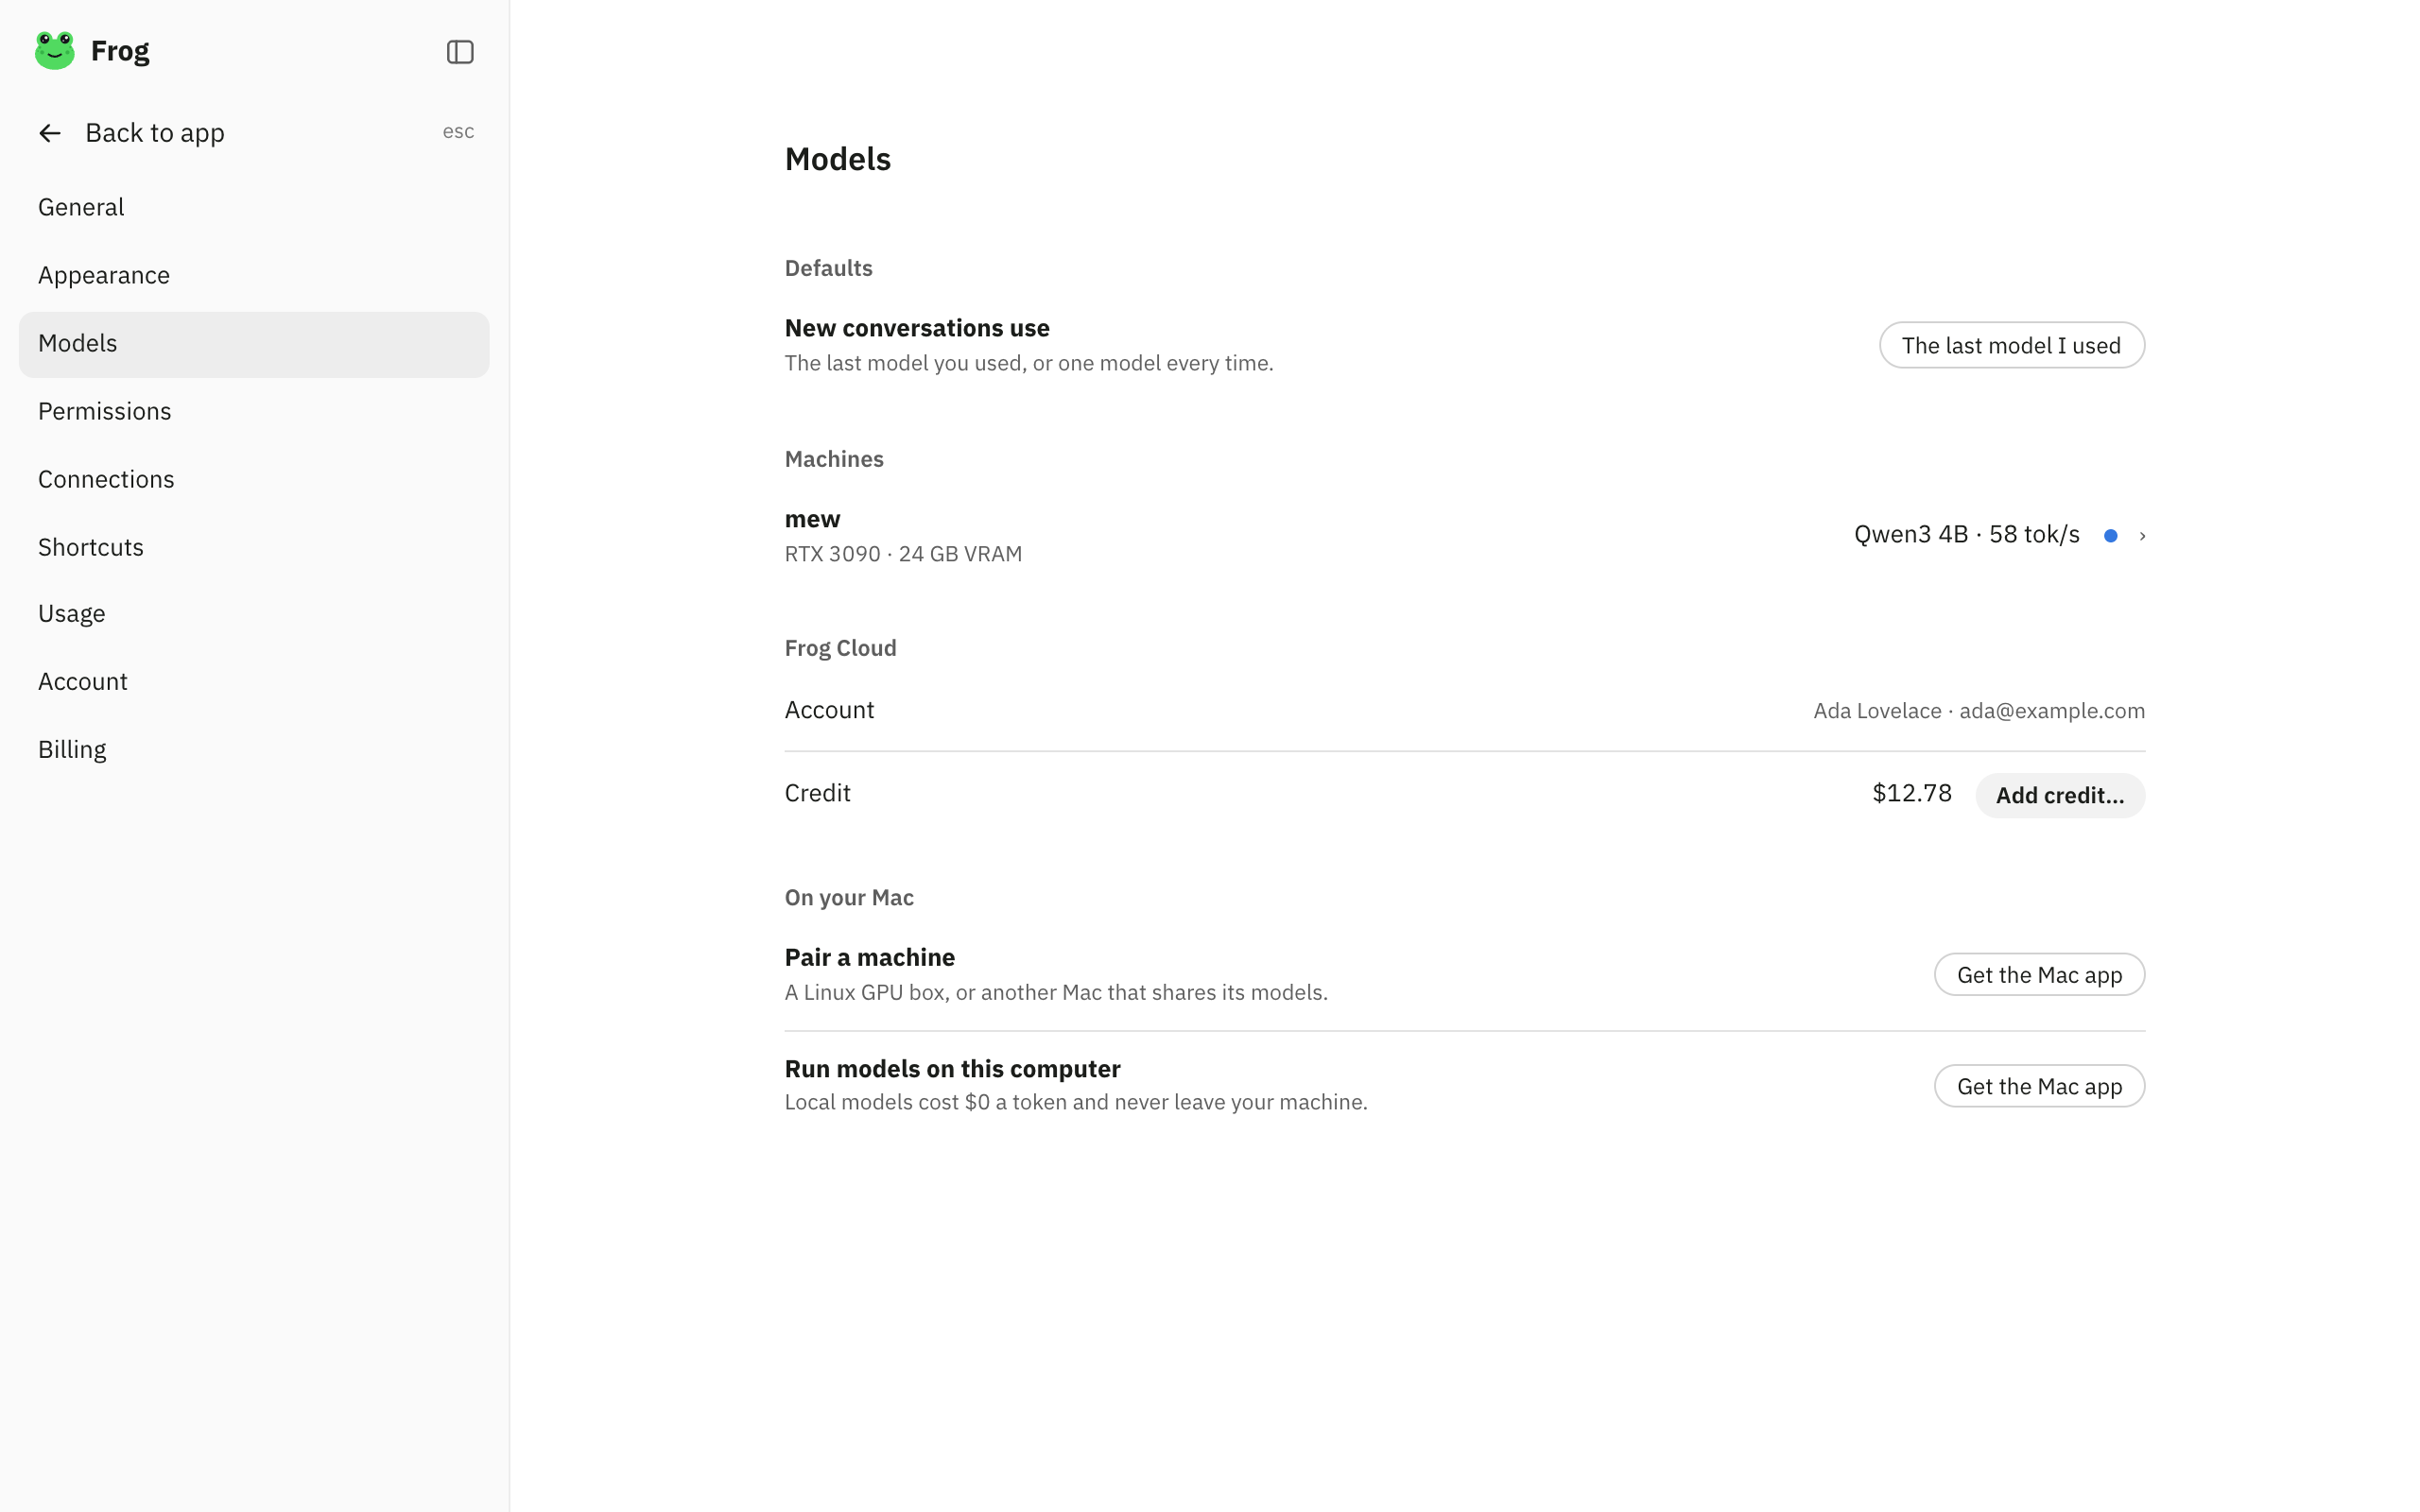 Frog
Back to app
esc
General
Appearance
Models
Permissions
Connections
Shortcuts
Usage
Account
Billing
Models
Defaults
New conversations use
The last model you used, or one model every time.
The last model I used
Machines
mew
RTX 3090 · 24 GB VRAM
Qwen3 4B · 58 tok/s
Frog Cloud
Account
Ada Lovelace · ada@example.com
Credit
$12.78
Add credit...
On your Mac
Pair a machine
A Linux GPU box, or another Mac that shares its models.
Get the Mac app
Run models on this computer
Local models cost $0 a token and never leave your machine.
Get the Mac app